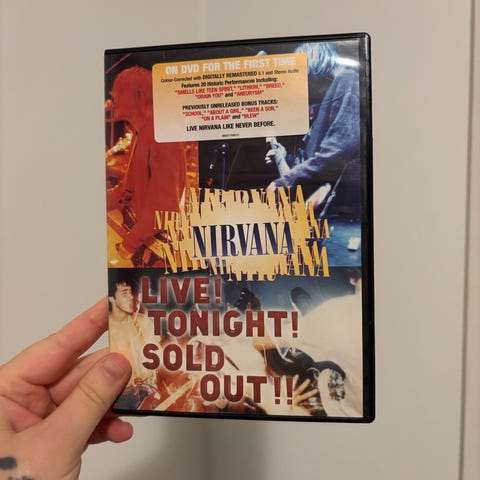 ON DVD FOR THE FIRST TIME
Colour-Corrected with DIGITALLY REMASTERED 5.1 and Stereo Audio
Features 20 Historic Performances Including:
"SMELLS LIKE TEEN SPIRIT," "LITHIUM," "BREED,"
"DRAIN YOU" and "ANEURYSM"
PREVIOUSLY UNRELEASED BONUS TRACKS:
"SCHOOL," "ABOUT A GIRL," "BEEN A SON,"
"ON A PLAIN" and "BLEW"
LIVE NIRVANA LIKE NEVER BEFORE.
NIRVANA
LIVE!
TONIGHT!
SOLD
OUT!!